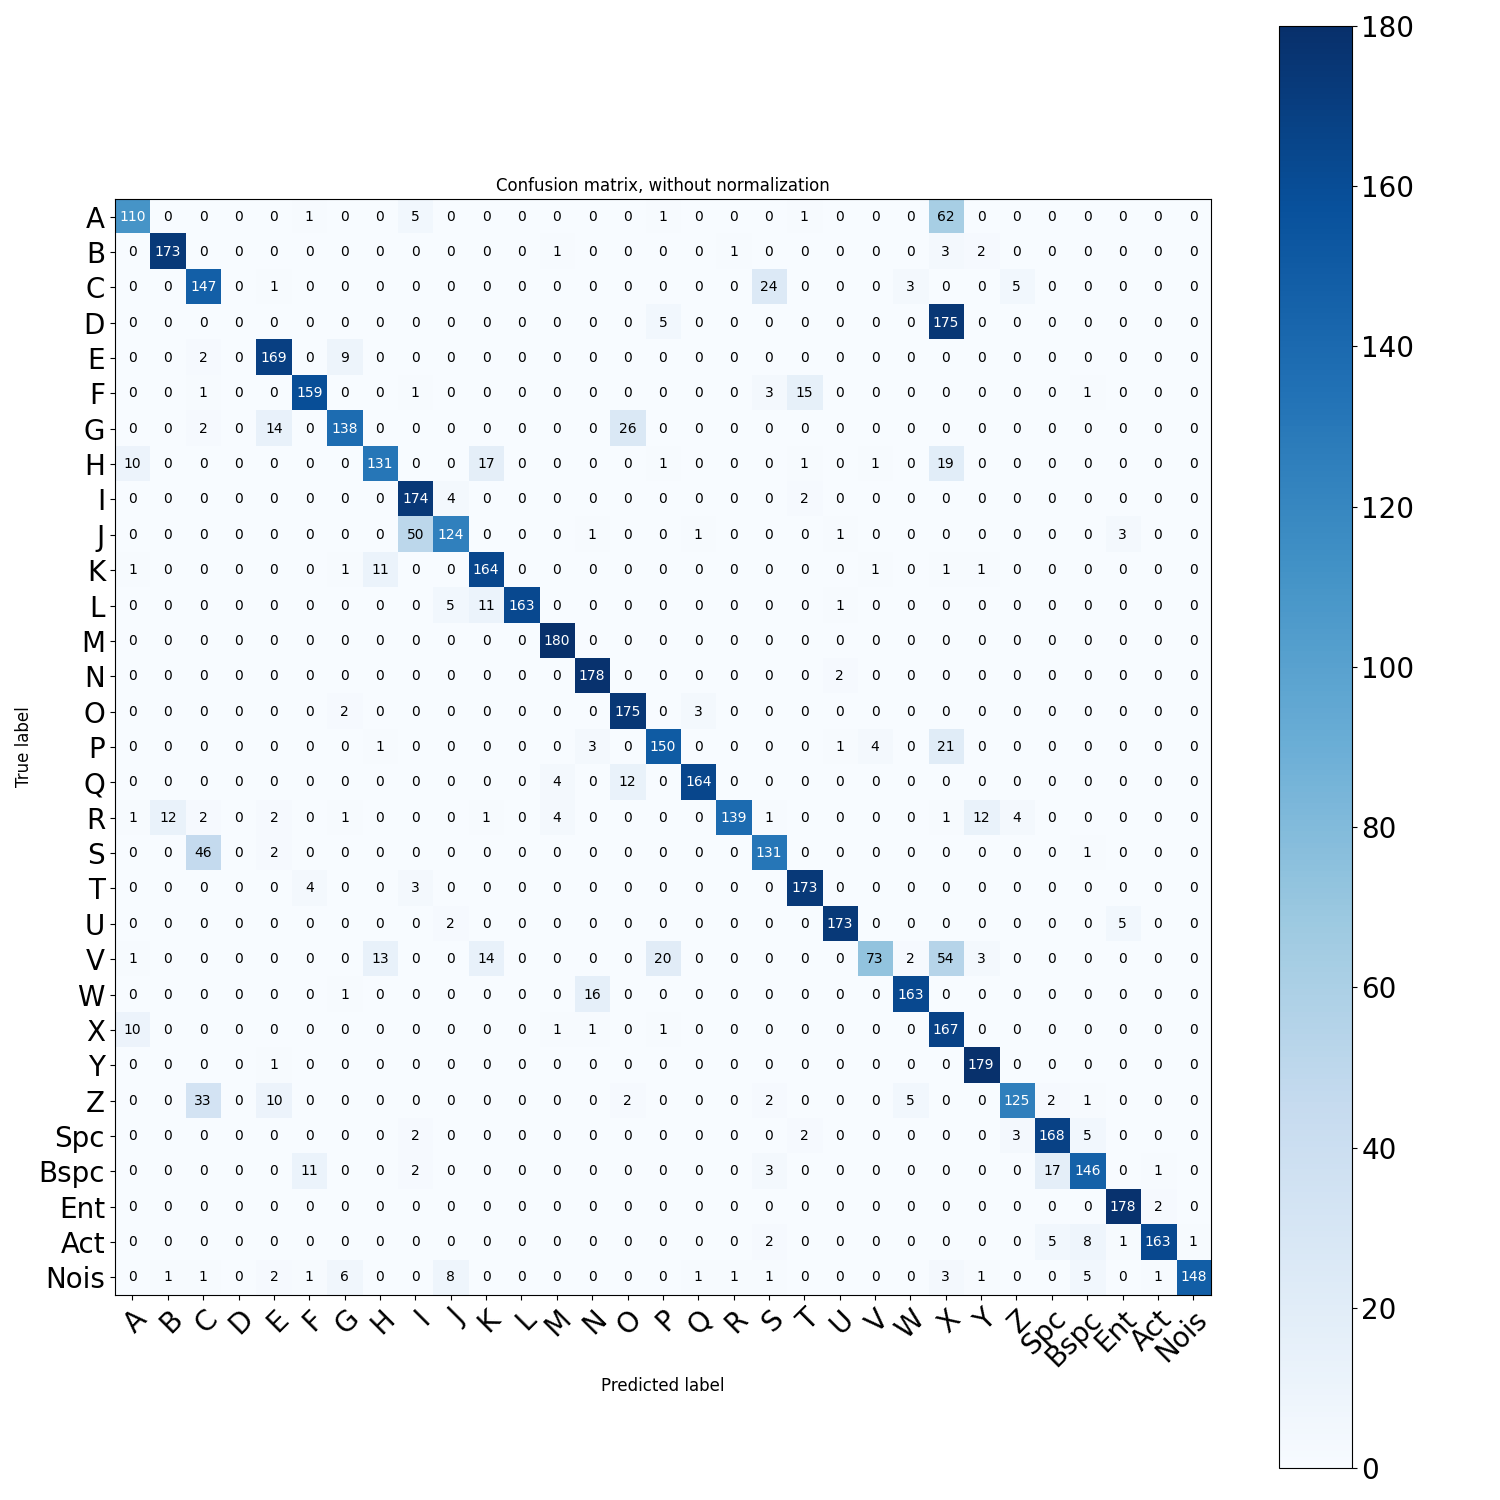 Confusion matrix, without normalization
A 110 0 0 0 0 1 0 0 5 0 0 0 0 0 0 1 0 0 0 1 0 0 0 62 0 0 0 0 0 0 0
B 0 173 0 0 0 0 0 0 0 0 0 0 1 0 0 0 0 1 0 0 0 0 0 3 2 0 0 0 0 0 0
C 0 0 147 0 1 0 0 0 0 0 0 0 0 0 0 0 0 0 24 0 0 0 3 0 0 5 0 0 0 0 0
D 0 0 0 0 0 0 0 0 0 0 0 0 0 0 0 5 0 0 0 0 0 0 0 175 0 0 0 0 0 0 0
E 0 0 2 0 169 0 9 0 0 0 0 0 0 0 0 0 0 0 0 0 0 0 0 0 0 0 0 0 0 0 0
F 0 0 1 0 0 159 0 0 1 0 0 0 0 0 0 0 0 0 3 15 0 0 0 0 0 0 0 1 0 0 0
G 0 0 2 0 14 0 138 0 0 0 0 0 0 0 26 0 0 0 0 0 0 0 0 0 0 0 0 0 0 0 0
H 10 0 0 0 0 0 0 131 0 0 17 0 0 0 0 1 0 0 0 1 0 1 0 19 0 0 0 0 0 0 0
I 0 0 0 0 0 0 0 0 174 4 0 0 0 0 0 0 0 0 0 2 0 0 0 0 0 0 0 0 0 0 0
J 0 0 0 0 0 0 0 0 50 124 0 0 0 1 0 0 1 0 0 0 1 0 0 0 0 0 0 0 3 0 0
K 1 0 0 0 0 0 1 11 0 0 164 0 0 0 0 0 0 0 0 0 0 1 0 1 1 0 0 0 0 0 0
L 0 0 0 0 0 0 0 0 0 5 11 163 0 0 0 0 0 0 0 0 1 0 0 0 0 0 0 0 0 0 0
M 0 0 0 0 0 0 0 0 0 0 0 0 180 0 0 0 0 0 0 0 0 0 0 0 0 0 0 0 0 0 0
N 0 0 0 0 0 0 0 0 0 0 0 0 0 178 0 0 0 0 0 0 2 0 0 0 0 0 0 0 0 0 0
O 0 0 0 0 0 0 2 0 0 0 0 0 0 0 175 0 3 0 0 0 0 0 0 0 0 0 0 0 0 0 0
P 0 0 0 0 0 0 0 1 0 0 0 0 0 3 0 150 0 0 0 0 1 4 0 21 0 0 0 0 0 0 0
Q 0 0 0 0 0 0 0 0 0 0 0 0 4 0 12 0 164 0 0 0 0 0 0 0 0 0 0 0 0 0 0
R 1 12 2 0 2 0 1 0 0 0 1 0 4 0 0 0 0 139 1 0 0 0 0 1 12 4 0 0 0 0 0
S 0 0 46 0 2 0 0 0 0 0 0 0 0 0 0 0 0 0 131 0 0 0 0 0 0 0 0 1 0 0 0
T 0 0 0 0 0 4 0 0 3 0 0 0 0 0 0 0 0 0 0 173 0 0 0 0 0 0 0 0 0 0 0
U 0 0 0 0 0 0 0 0 0 2 0 0 0 0 0 0 0 0 0 0 173 0 0 0 0 0 0 0 5 0 0
V 1 0 0 0 0 0 0 13 0 0 14 0 0 0 0 20 0 0 0 0 0 73 2 54 3 0 0 0 0 0 0
W 0 0 0 0 0 0 1 0 0 0 0 0 0 16 0 0 0 0 0 0 0 0 163 0 0 0 0 0 0 0 0
X 10 0 0 0 0 0 0 0 0 0 0 0 1 1 0 1 0 0 0 0 0 0 0 167 0 0 0 0 0 0 0
Y 0 0 0 0 1 0 0 0 0 0 0 0 0 0 0 0 0 0 0 0 0 0 0 0 179 0 0 0 0 0 0
Z 0 0 33 0 10 0 0 0 0 0 0 0 0 0 2 0 0 0 2 0 0 0 5 0 0 125 2 1 0 0 0
Spc 0 0 0 0 0 0 0 0 2 0 0 0 0 0 0 0 0 0 0 2 0 0 0 0 0 3 168 5 0 0 0
Bspc 0 0 0 0 0 11 0 0 2 0 0 0 0 0 0 0 0 0 3 0 0 0 0 0 0 0 17 146 0 1 0
Ent 0 0 0 0 0 0 0 0 0 0 0 0 0 0 0 0 0 0 0 0 0 0 0 0 0 0 0 0 178 2 0
Act 0 0 0 0 0 0 0 0 0 0 0 0 0 0 0 0 0 0 2 0 0 0 0 0 0 0 5 8 1 163 1
Nois 0 1 1 0 2 1 6 0 0 8 0 0 0 0 0 0 1 1 1 0 0 0 0 3 1 0 0 5 0 1 148
A B C D E F G H I J K L M N O P Q R S T U V W X Y Z Spc Bspc Ent Act Nois
Predicted label
True label
180
160
140
120
100
80
60
40
20
0